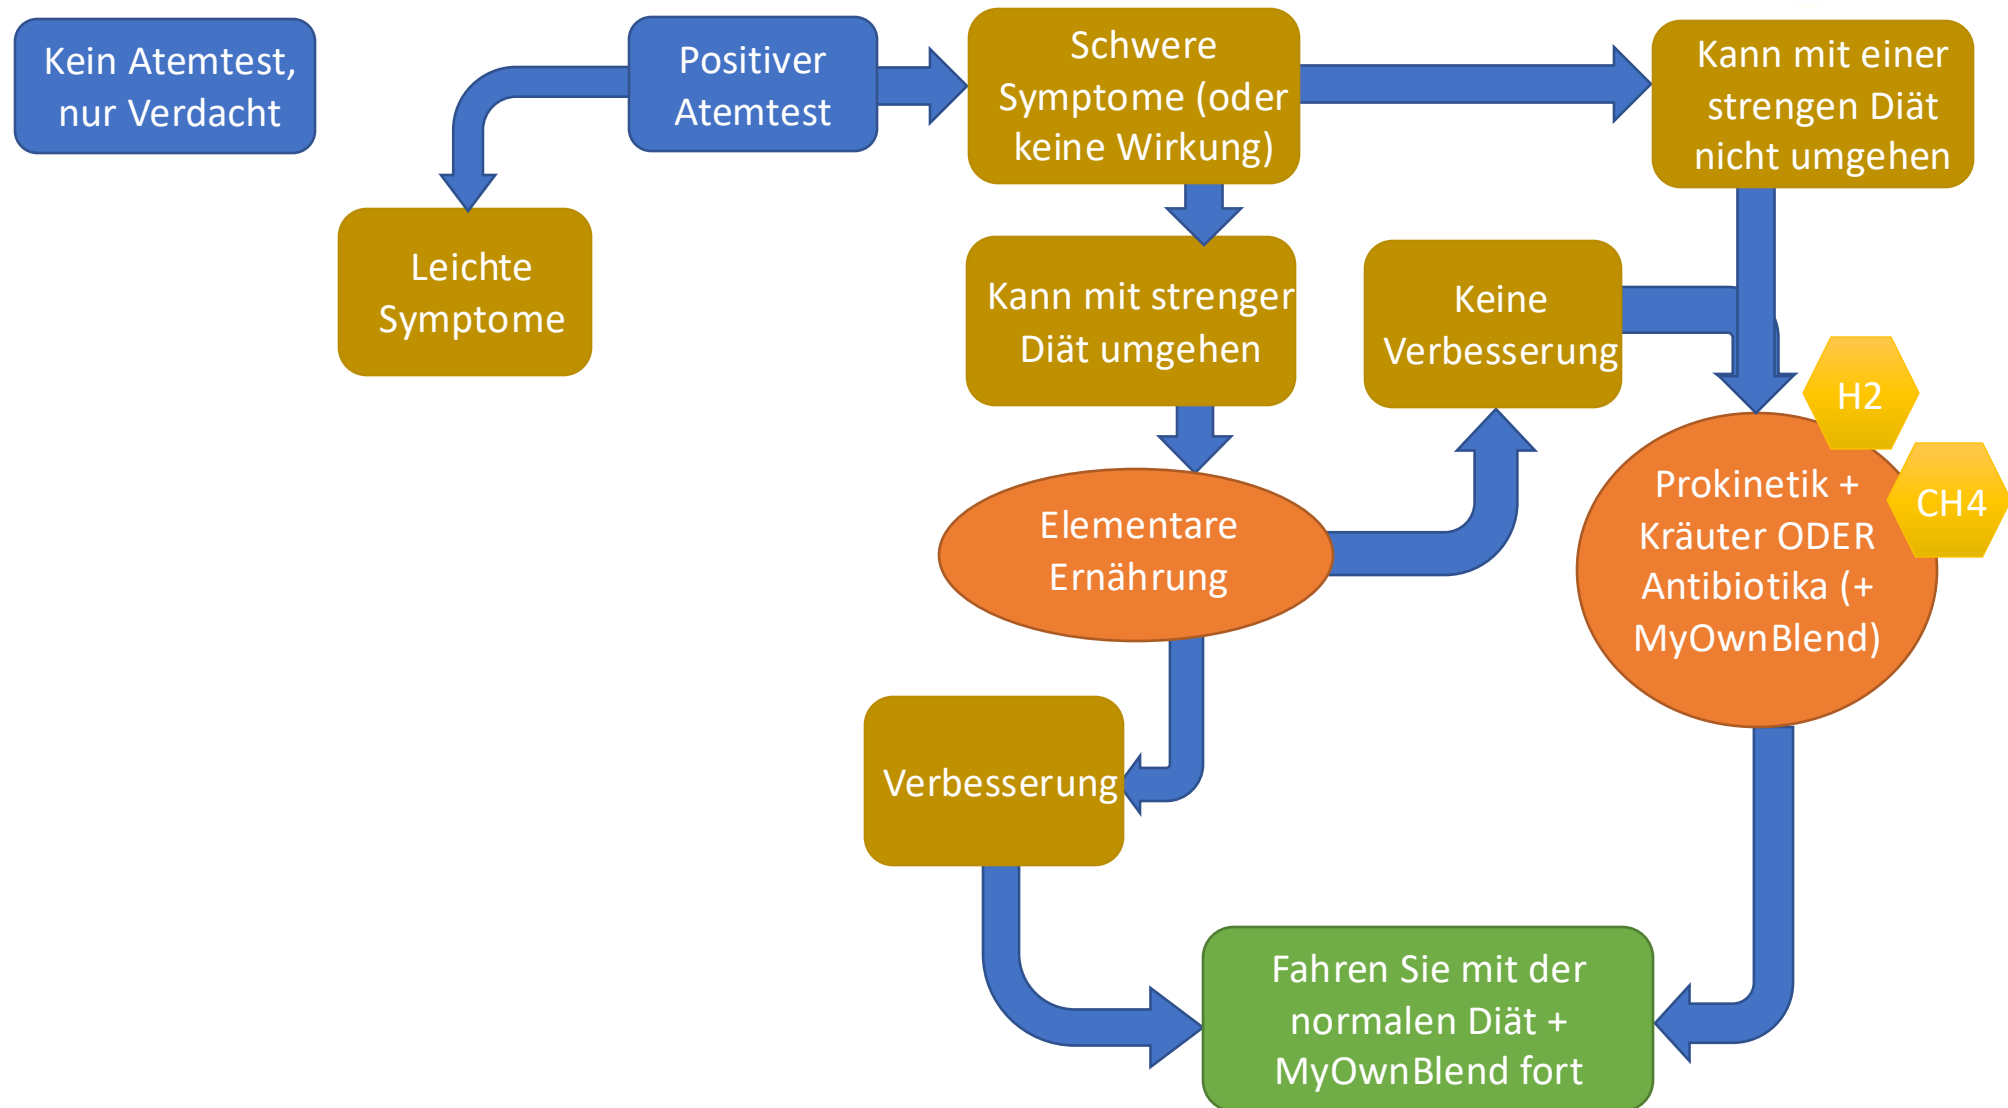 Kein Atemtest,
nur Verdacht
Positiver
Atemtest
Schwere
Symptome (oder
keine Wirkung)
Kann mit einer
strengen Diät
nicht umgehen
Leichte
Symptome
Kann mit strenger
Diät umgehen
Keine
Verbesserung
H2
CH4
Prokinetik +
Kräuter ODER
Antibiotika (+
MyOwnBlend)
Elementare
Ernährung
Verbesserung
Fahren Sie mit der
normalen Diät +
MyOwnBlend fort